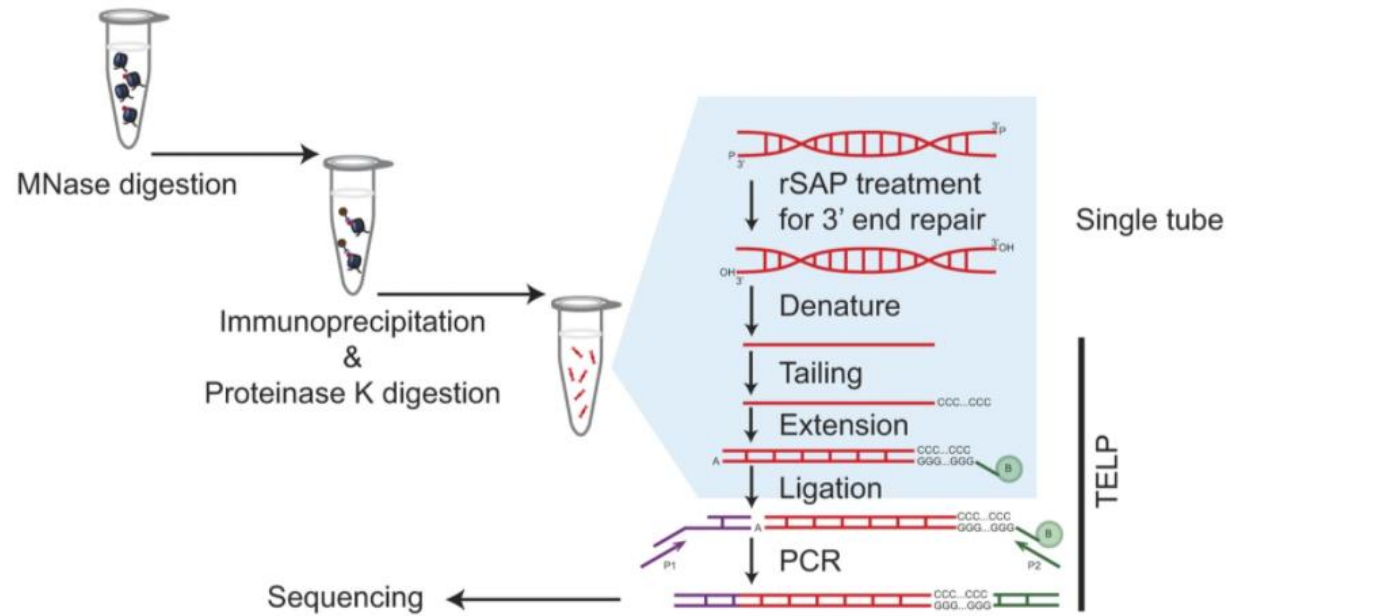 MNase digestion
Immunoprecipitation
&
Proteinase K digestion
3'P
P
3'
rSAP treatment
for 3’ end repair
Single tube
3'OH
OH
3'
Denature
Tailing
CCC...CCC
Extension
CCC...CCC
A
GGG...GGG
B
Ligation
CCC...CCC
A
GGG...GGG
B
P1
PCR
P2
TELP
Sequencing
CCC...CCC
GGG...GGG